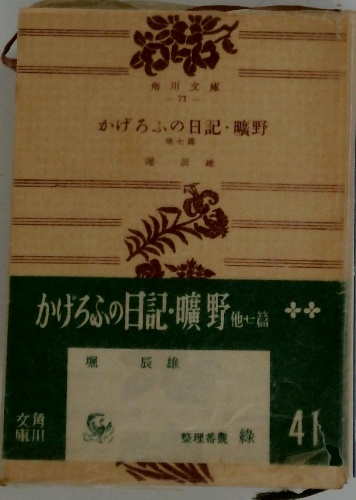 角川文庫
—71—
かげろふの日記・曠野
他七篇
堀 辰雄
かげろふの日記・曠野 他七篇
堀 辰 雄
整理番號 綠 41
角川
文庫